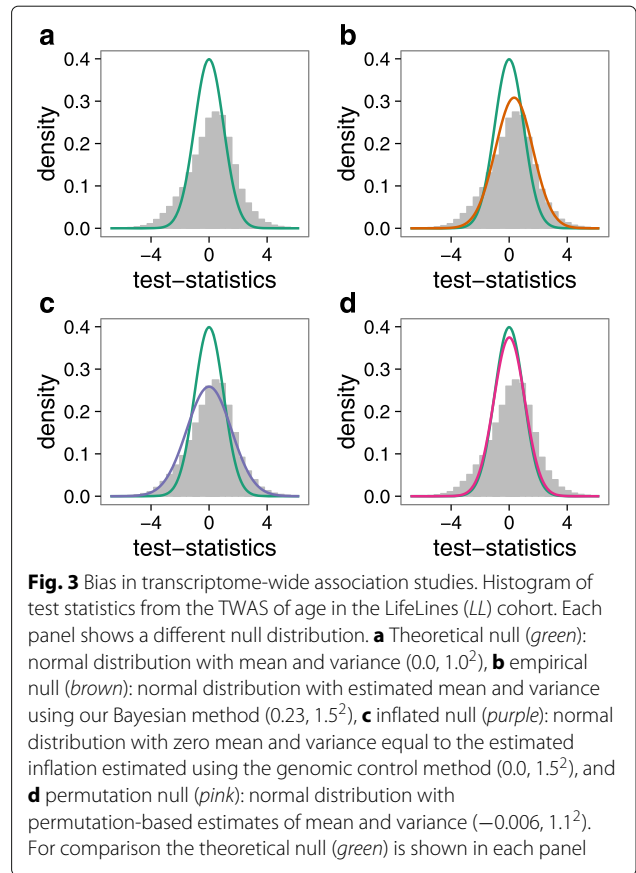 a
b
0.4
0.3
0.2
0.1
0.0
density
−4
0
4
test−statistics
0.4
0.3
0.2
0.1
0.0
density
−4
0
4
test−statistics
c
d
0.4
0.3
0.2
0.1
0.0
density
−4
0
4
test−statistics
0.4
0.3
0.2
0.1
0.0
density
−4
0
4
test−statistics
Fig. 3 Bias in transcriptome-wide association studies. Histogram of
test statistics from the TWAS of age in the LifeLines (LL) cohort. Each
panel shows a different null distribution. a Theoretical null (green):
normal distribution with mean and variance (0.0, 1.0²), b empirical
null (brown): normal distribution with estimated mean and variance
using our Bayesian method (0.23, 1.5²), c inflated null (purple): normal
distribution with zero mean and variance equal to the estimated
inflation estimated using the genomic control method (0.0, 1.5²), and
d permutation null (pink): normal distribution with
permutation-based estimates of mean and variance (−0.006, 1.1²).
For comparison the theoretical null (green) is shown in each panel